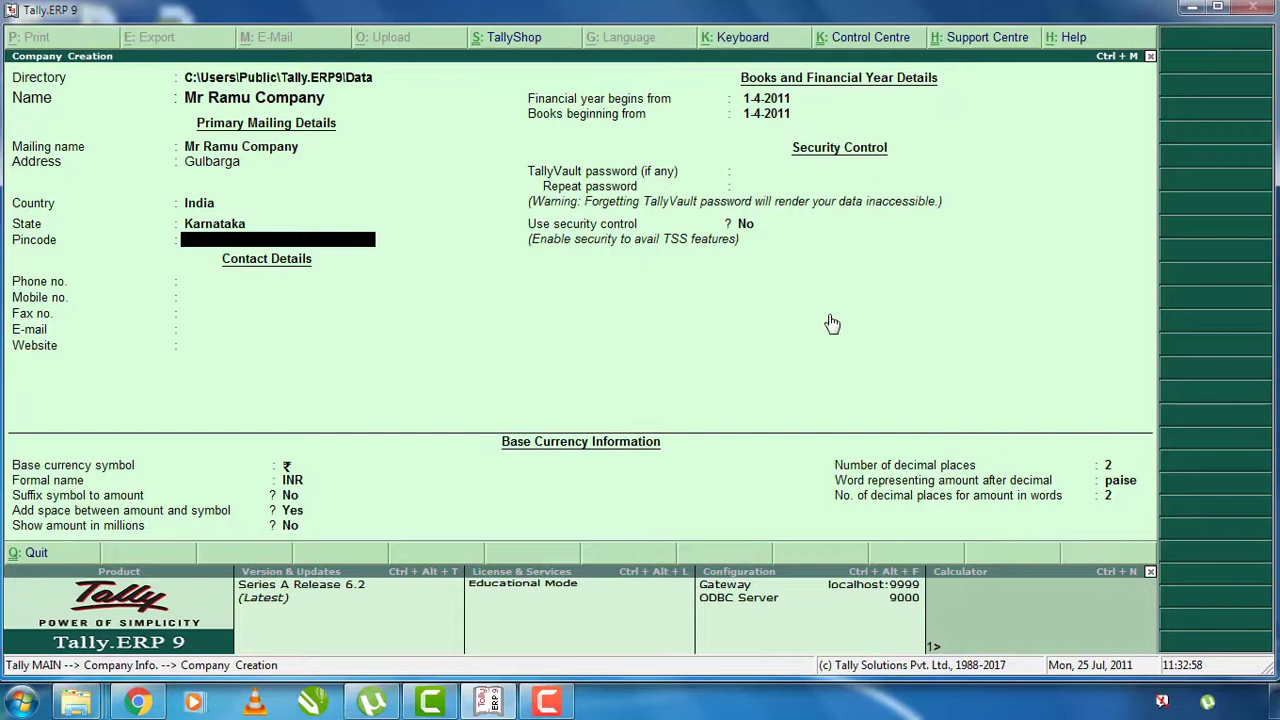 Tally.ERP 9
P: Print E: Export M: E-Mail O: Upload S: TallyShop G: Language K: Keyboard K: Control Centre H: Support Centre H: Help
Company Creation Ctrl + M
Directory : C:\Users\Public\Tally.ERP9\Data
Name : Mr Ramu Company
Primary Mailing Details
Mailing name : Mr Ramu Company
Address : Gulbarga
Country : India
State : Karnataka
Pincode :
Contact Details
Phone no. :
Mobile no. :
Fax no. :
E-mail :
Website :
Books and Financial Year Details
Financial year begins from : 1-4-2011
Books beginning from : 1-4-2011
Security Control
TallyVault password (if any) :
Repeat password :
(Warning: Forgetting TallyVault password will render your data inaccessible.)
Use security control ? No
(Enable security to avail TSS features)
Base Currency Information
Base currency symbol : ₹
Formal name : INR
Suffix symbol to amount ? No
Add space between amount and symbol ? Yes
Show amount in millions ? No
Number of decimal places : 2
Word representing amount after decimal : paise
No. of decimal places for amount in words : 2
Q: Quit
Product
Tally
POWER OF SIMPLICITY
Tally.ERP 9
Version & Updates Ctrl + Alt + T
Series A Release 6.2
(Latest)
License & Services Ctrl + Alt + L
Educational Mode
Configuration Ctrl + Alt + F
Gateway localhost:9999
ODBC Server 9000
Calculator Ctrl + N
1>
Tally MAIN --> Company Info. --> Company Creation (c) Tally Solutions Pvt. Ltd., 1988-2017 Mon, 25 Jul, 2011 11:32:58